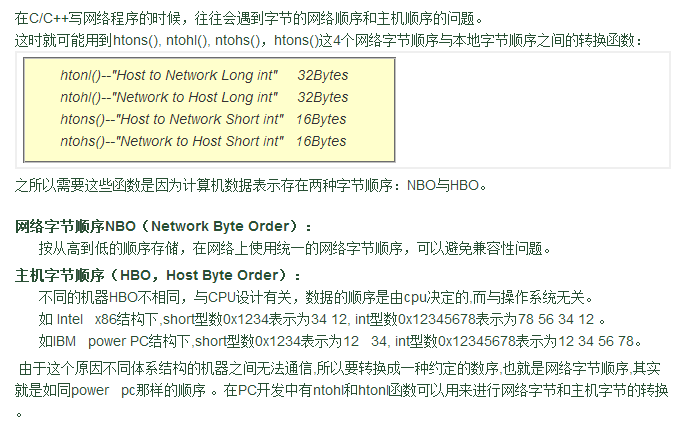 在C/C++写网络程序的时候，往往会遇到字节的网络顺序和主机顺序的问题。
这时就可能用到htons(), ntohl(), ntohs()，htons()这4个网络字节顺序与本地字节顺序之间的转换函数：
htonl()--"Host to Network Long int" 32Bytes
ntohl()--"Network to Host Long int" 32Bytes
htons()--"Host to Network Short int" 16Bytes
ntohs()--"Network to Host Short int" 16Bytes
之所以需要这些函数是因为计算机数据表示存在两种字节顺序：NBO与HBO。
网络字节顺序NBO（Network Byte Order）：
按从高到低的顺序存储，在网络上使用统一的网络字节顺序，可以避免兼容性问题。
主机字节顺序（HBO，Host Byte Order）：
不同的机器HBO不相同，与CPU设计有关，数据的顺序是由cpu决定的,而与操作系统无关。
如 Intel x86结构下,short型数0x1234表示为34 12, int型数0x12345678表示为78 56 34 12 。
如IBM power PC结构下,short型数0x1234表示为12 34, int型数0x12345678表示为12 34 56 78。
由于这个原因不同体系结构的机器之间无法通信,所以要转换成一种约定的数序,也就是网络字节顺序,其实
就是如同power pc那样的顺序 。在PC开发中有ntohl和htonl函数可以用来进行网络字节和主机字节的转换
。